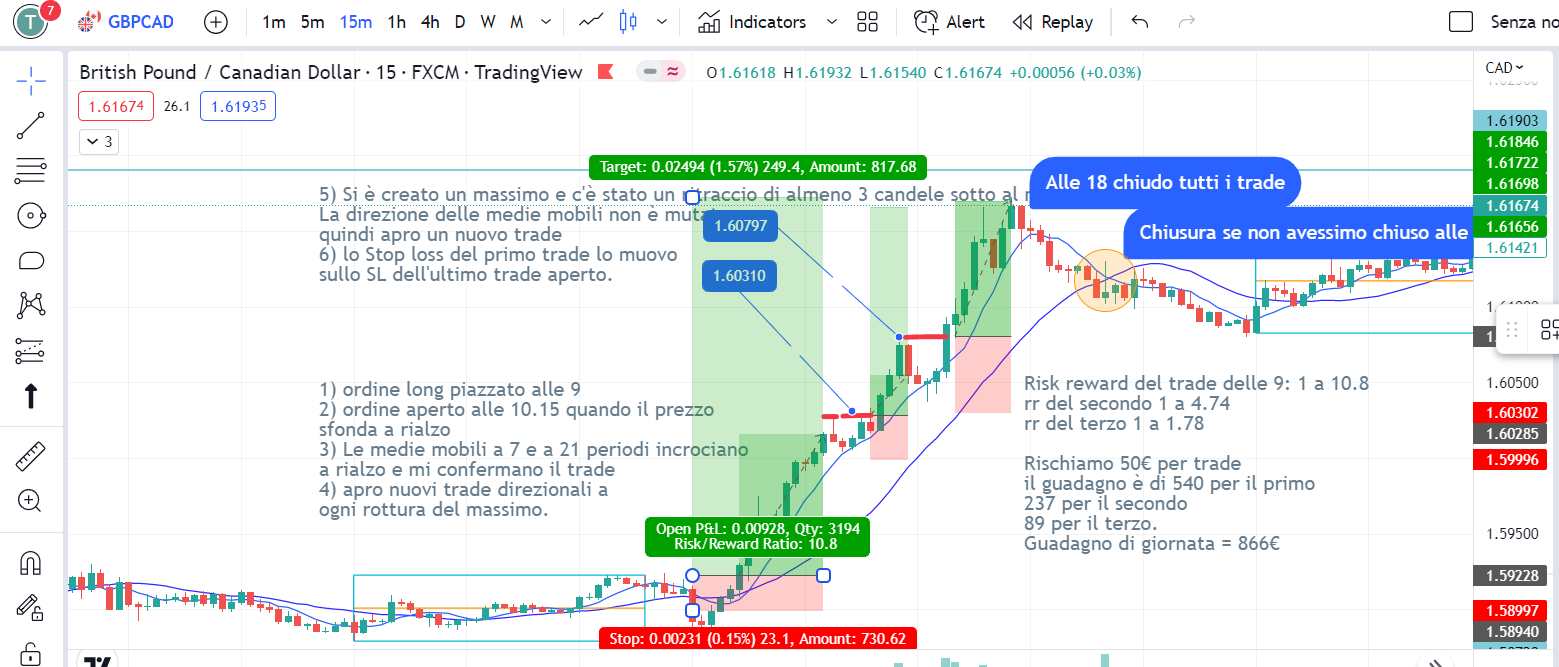 T
7
GBPCAD
1m 5m 15m 1h 4h D W M
Indicators
Alert
Replay
Senza no
British Pound / Canadian Dollar · 15 · FXCM · TradingView
O1.61618 H1.61932 L1.61540 C1.61674 +0.00056 (+0.03%)
CAD
1.61674
26.1
1.61935
3
Target: 0.02494 (1.57%) 249.4, Amount: 817.68
5) Si è creato un massimo e c'è stato un ritraccio di almeno 3 candele sotto al
La direzione delle medie mobili non è muta
quindi apro un nuovo trade
6) lo Stop loss del primo trade lo muovo
sullo SL dell'ultimo trade aperto.
1.60797
1.60310
Alle 18 chiudo tutti i trade
Chiusura se non avessimo chiuso alle
1) ordine long piazzato alle 9
2) ordine aperto alle 10.15 quando il prezzo
sfonda a rialzo
3) Le medie mobili a 7 e a 21 periodi incrociano
a rialzo e mi confermano il trade
4) apro nuovi trade direzionali a
ogni rottura del massimo.
Risk reward del trade delle 9: 1 a 10.8
rr del secondo 1 a 4.74
rr del terzo 1 a 1.78
Rischiamo 50€ per trade
il guadagno è di 540 per il primo
237 per il secondo
89 per il terzo.
Guadagno di giornata = 866€
Open P&L: 0.00928, Qty: 3194
Risk/Reward Ratio: 10.8
Stop: 0.00231 (0.15%) 23.1, Amount: 730.62
1.61903
1.61846
1.61722
1.61698
1.61674
1.61656
1.61421
1.60500
1.60302
1.60285
1.59996
1.59500
1.59228
1.58997
1.58940